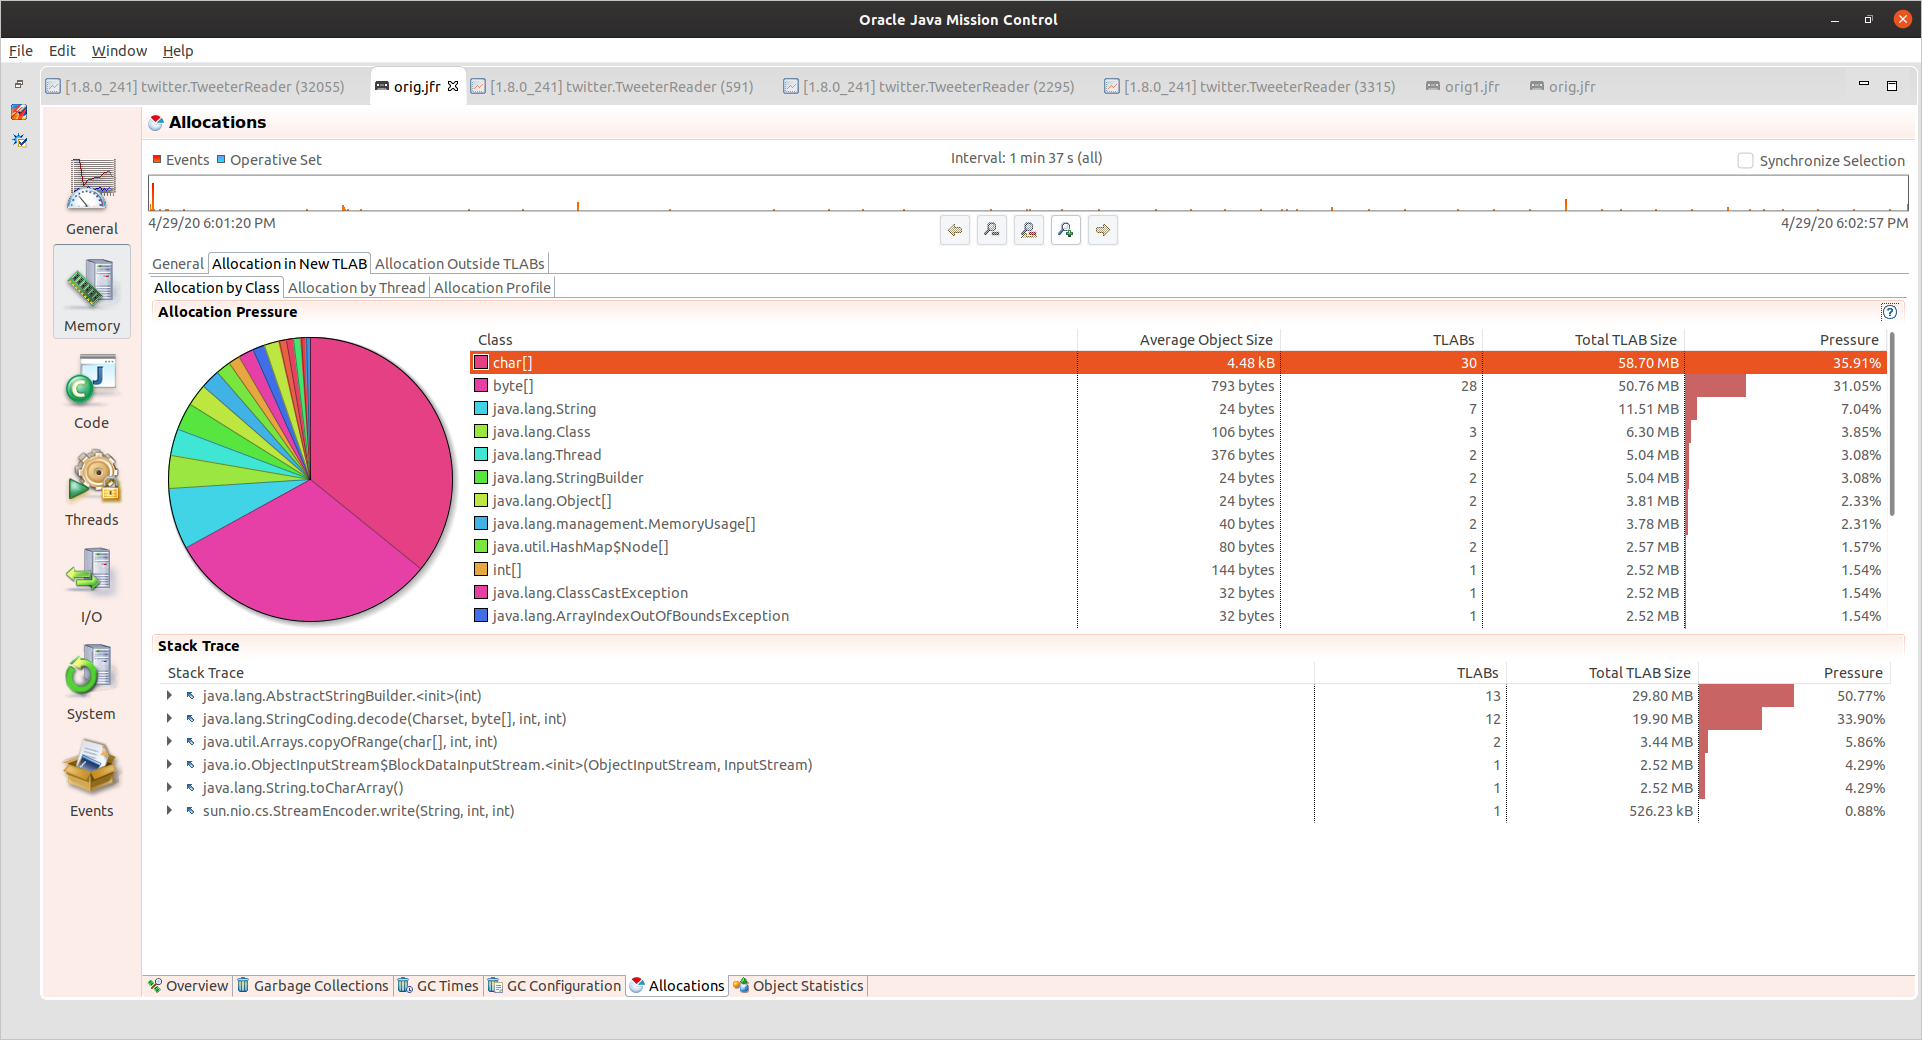 Oracle Java Mission Control
File Edit Window Help
[1.8.0_241] twitter.TweeterReader (32055) orig.jfr [1.8.0_241] twitter.TweeterReader (591) [1.8.0_241] twitter.TweeterReader (2295) [1.8.0_241] twitter.TweeterReader (3315) orig1.jfr orig.jfr
Allocations
Events Operative Set Interval: 1 min 37 s (all) Synchronize Selection
4/29/20 6:01:20 PM 4/29/20 6:02:57 PM
General Allocation in New TLAB Allocation Outside TLABs
Allocation by Class Allocation by Thread Allocation Profile
Allocation Pressure
Class Average Object Size TLABs Total TLAB Size Pressure
char[] 4.48 kB 30 58.70 MB 35.91%
byte[] 793 bytes 28 50.76 MB 31.05%
java.lang.String 24 bytes 7 11.51 MB 7.04%
java.lang.Class 106 bytes 3 6.30 MB 3.85%
java.lang.Thread 376 bytes 2 5.04 MB 3.08%
java.lang.StringBuilder 24 bytes 2 5.04 MB 3.08%
java.lang.Object[] 24 bytes 2 3.81 MB 2.33%
java.lang.management.MemoryUsage[] 40 bytes 2 3.78 MB 2.31%
java.util.HashMap$Node[] 80 bytes 2 2.57 MB 1.57%
int[] 144 bytes 1 2.52 MB 1.54%
java.lang.ClassCastException 32 bytes 1 2.52 MB 1.54%
java.lang.ArrayIndexOutOfBoundsException 32 bytes 1 2.52 MB 1.54%
Stack Trace
Stack Trace TLABs Total TLAB Size Pressure
java.lang.AbstractStringBuilder.<init>(int) 13 29.80 MB 50.77%
java.lang.StringCoding.decode(Charset, byte[], int, int) 12 19.90 MB 33.90%
java.util.Arrays.copyOfRange(char[], int, int) 2 3.44 MB 5.86%
java.io.ObjectInputStream$BlockDataInputStream.<init>(ObjectInputStream, InputStream) 1 2.52 MB 4.29%
java.lang.String.toCharArray() 1 2.52 MB 4.29%
sun.nio.cs.StreamEncoder.write(String, int, int) 1 526.23 kB 0.88%
General
Memory
Code
Threads
I/O
System
Events
Overview Garbage Collections GC Times GC Configuration Allocations Object Statistics